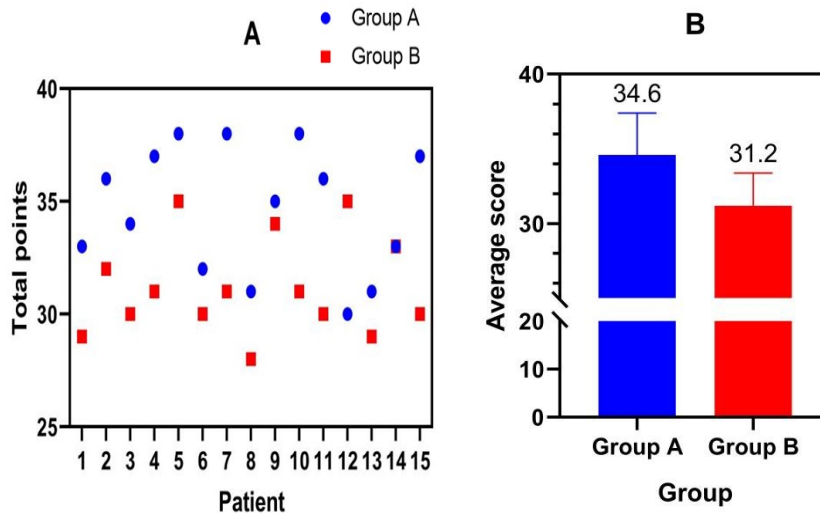 A
Group A
Group B
B
Total points
40
35
30
25
1 2 3 4 5 6 7 8 9 10 11 12 13 14 15
Patient
Average score
40
30
20
10
0
34.6
31.2
Group A Group B
Group